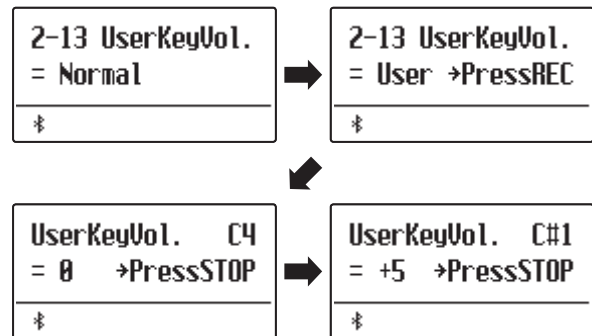 2-13 UserKeyVol.
= Normal
2-13 UserKeyVol.
= User →PressREC
UserKeyVol. C4
= 0 →PressSTOP
UserKeyVol. C#1
= +5 →PressSTOP